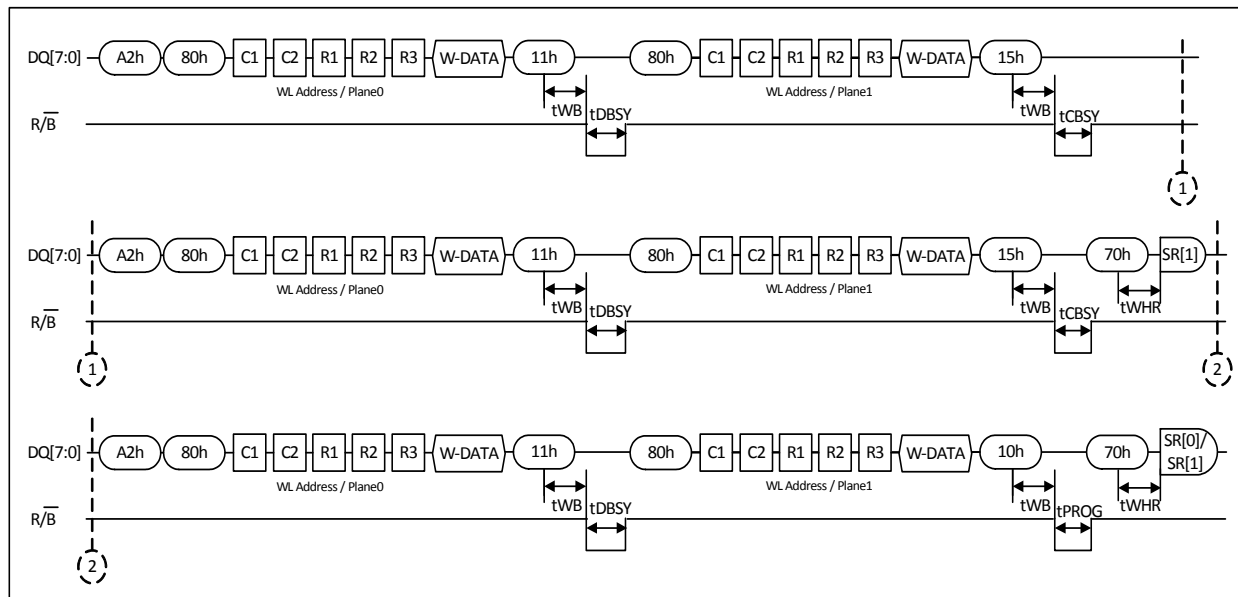 DQ[7:0] A2h 80h C1 C2 R1 R2 R3 W-DATA 11h 80h C1 C2 R1 R2 R3 W-DATA 15h
WL Address / Plane0 WL Address / Plane1
tWB tDBSY tWB tCBSY
R/B
1
DQ[7:0] A2h 80h C1 C2 R1 R2 R3 W-DATA 11h 80h C1 C2 R1 R2 R3 W-DATA 15h 70h SR[1]
WL Address / Plane0 WL Address / Plane1
tWB tDBSY tWB tCBSY tWHR
R/B
1 2
DQ[7:0] A2h 80h C1 C2 R1 R2 R3 W-DATA 11h 80h C1 C2 R1 R2 R3 W-DATA 10h 70h SR[0]/ SR[1]
WL Address / Plane0 WL Address / Plane1
tWB tDBSY tWB tPROG tWHR
R/B
2